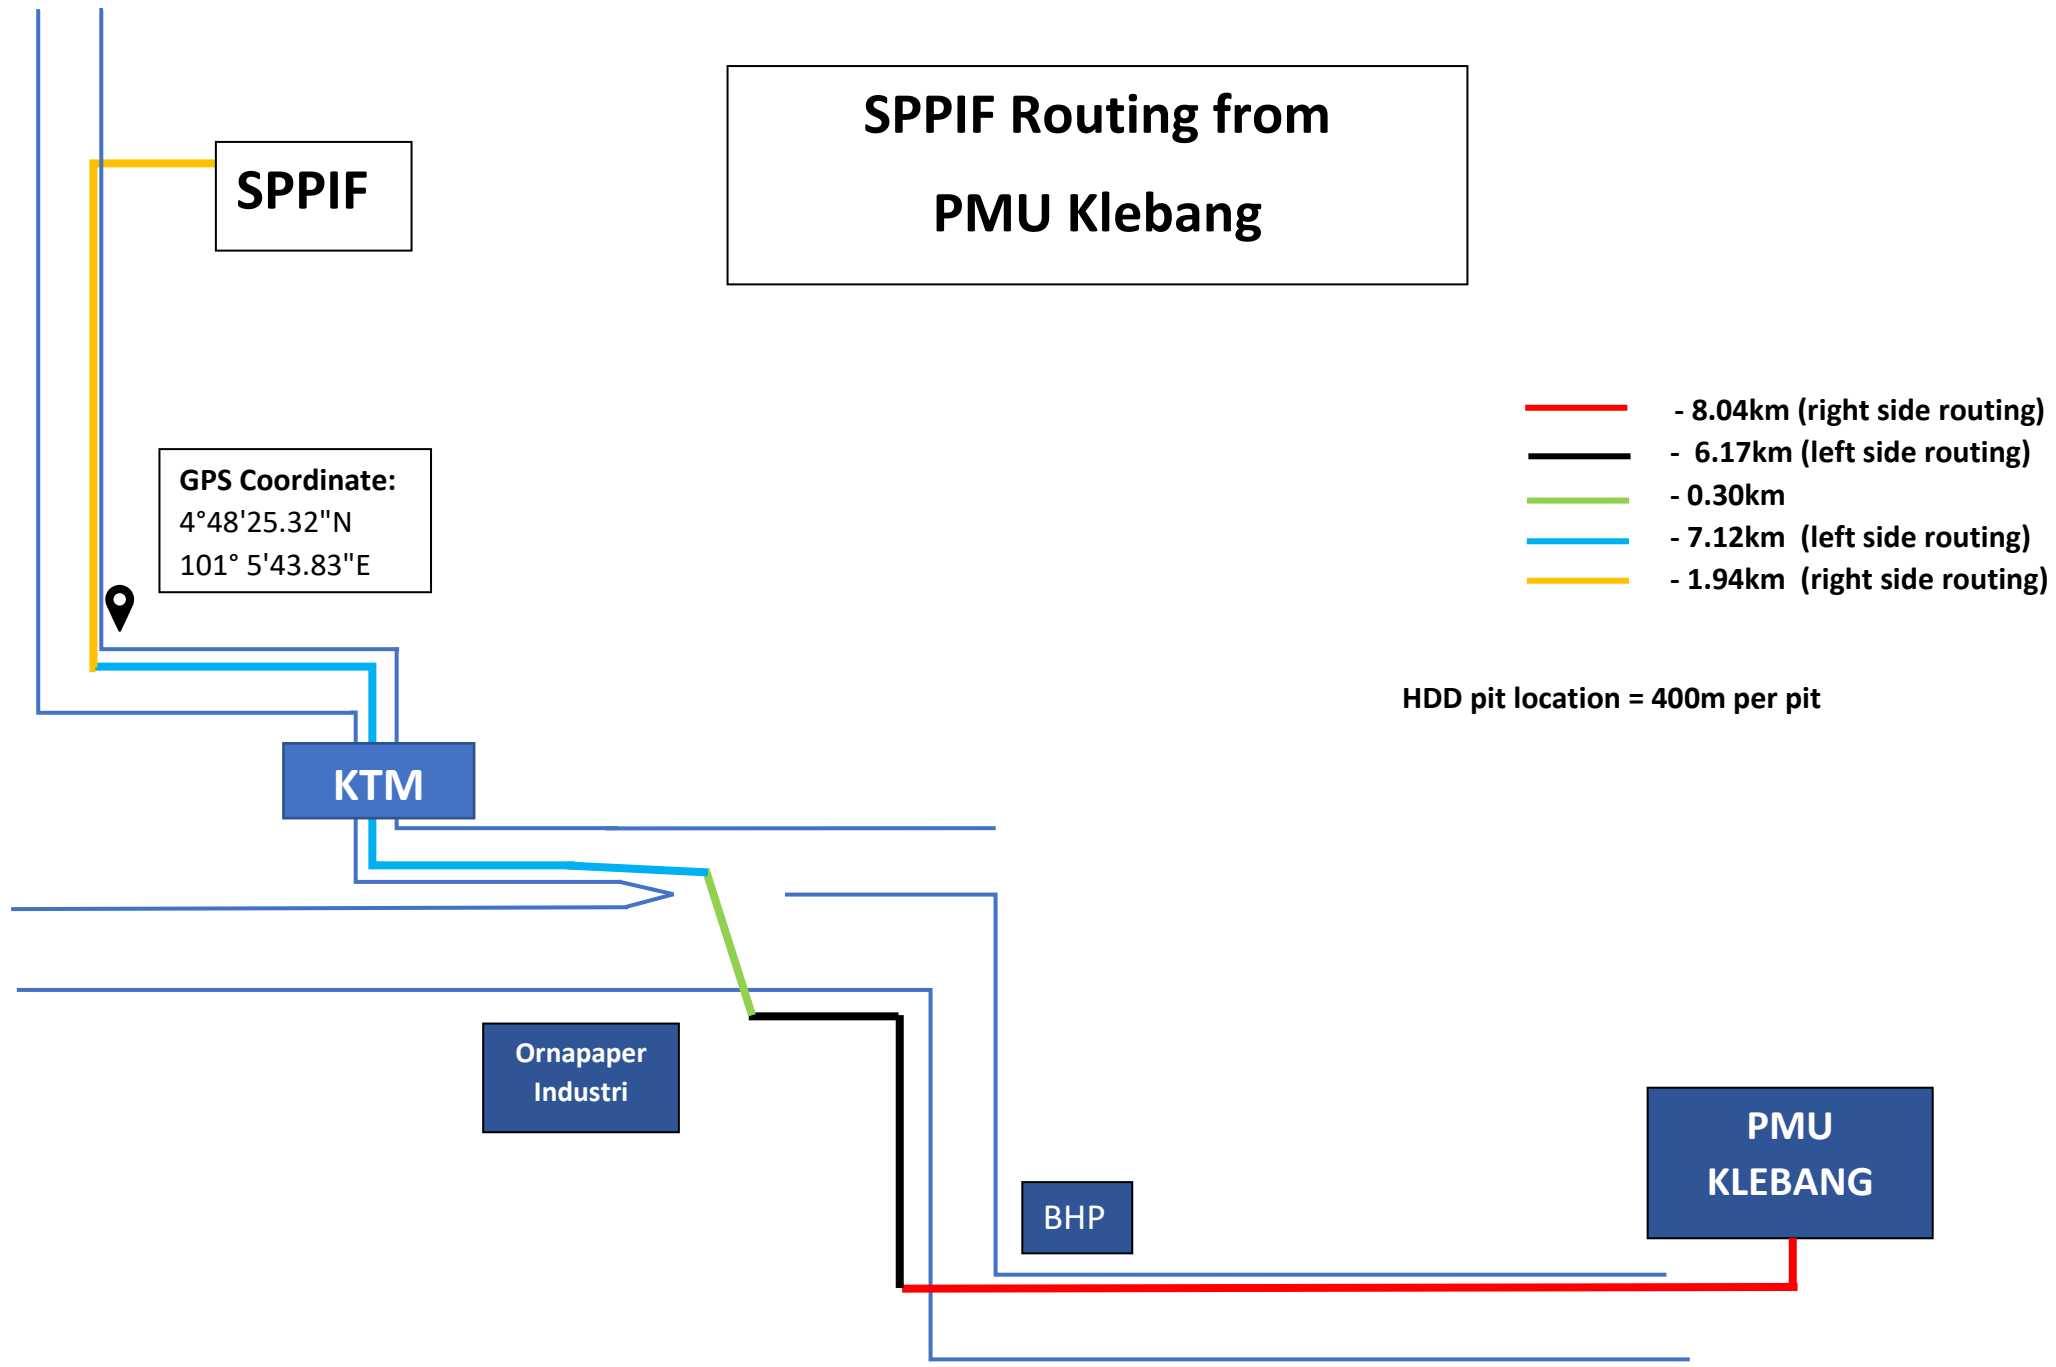 SPPIF Routing from
PMU Klebang
SPPIF
- 8.04km (right side routing)
- 6.17km (left side routing)
- 0.30km
- 7.12km (left side routing)
- 1.94km (right side routing)
GPS Coordinate:
4°48'25.32"N
101° 5'43.83"E
HDD pit location = 400m per pit
KTM
Ornapaper
Industri
PMU
KLEBANG
BHP